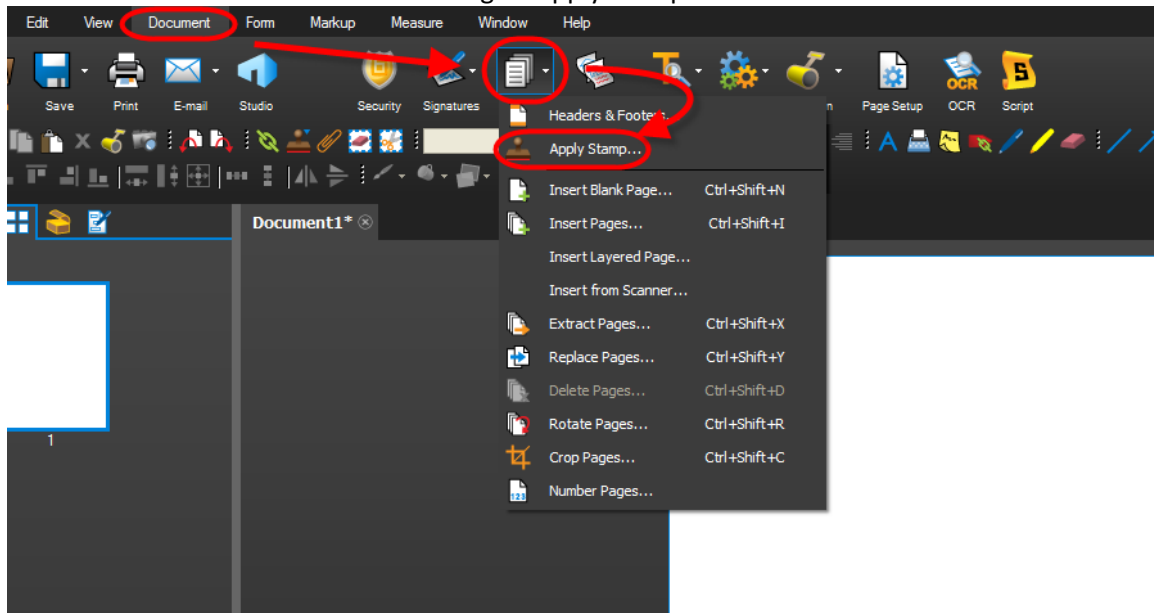 Edit View Document Form Markup Measure Window Help
Save Print E-mail Studio Security Signatures Page Setup OCR Script
OCR
Headers & Footers...
Apply Stamp...
Insert Blank Page... Ctrl+Shift+N
Insert Pages... Ctrl+Shift+I
Insert Layered Page...
Insert from Scanner...
Extract Pages... Ctrl+Shift+X
Replace Pages... Ctrl+Shift+Y
Delete Pages... Ctrl+Shift+D
Rotate Pages... Ctrl+Shift+R
Crop Pages... Ctrl+Shift+C
123 Number Pages...
Document1*
1